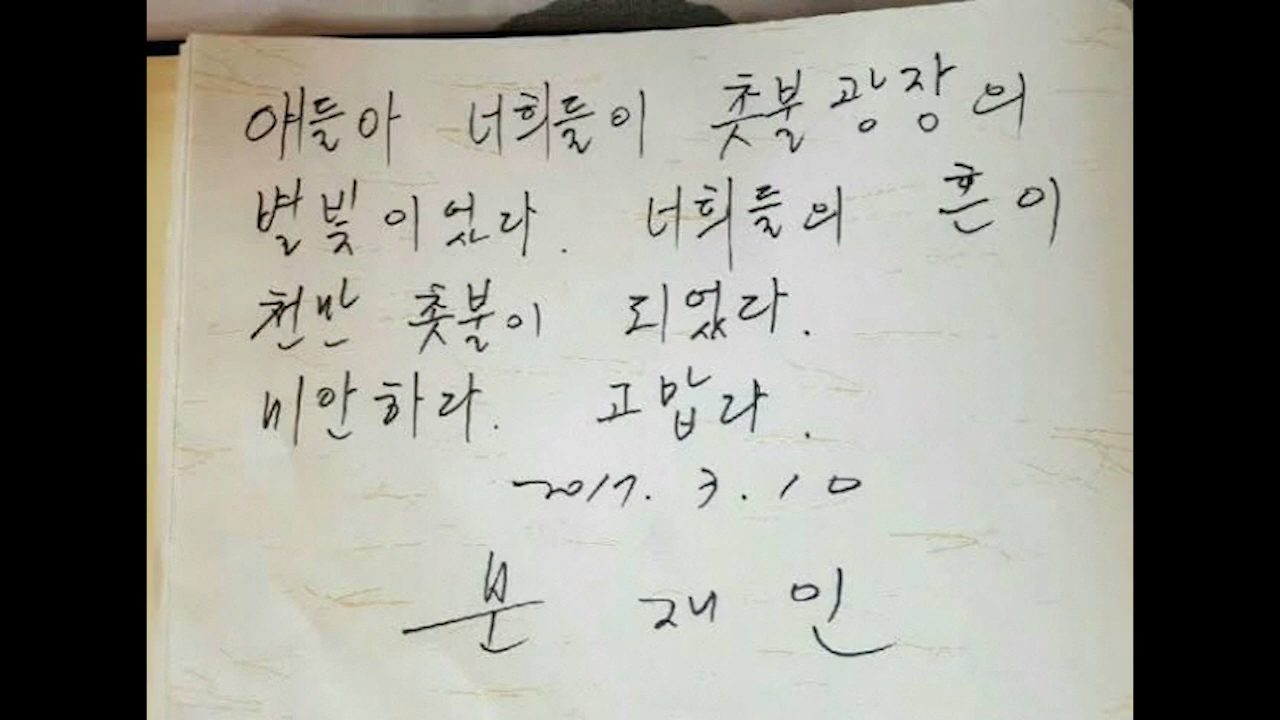 얘들아 너희들이 촛불광장의
별빛이었다. 너희들의 혼이
천만 촛불이 되었다.
미안하다. 고맙다.
2017. 3. 10
문 재 인